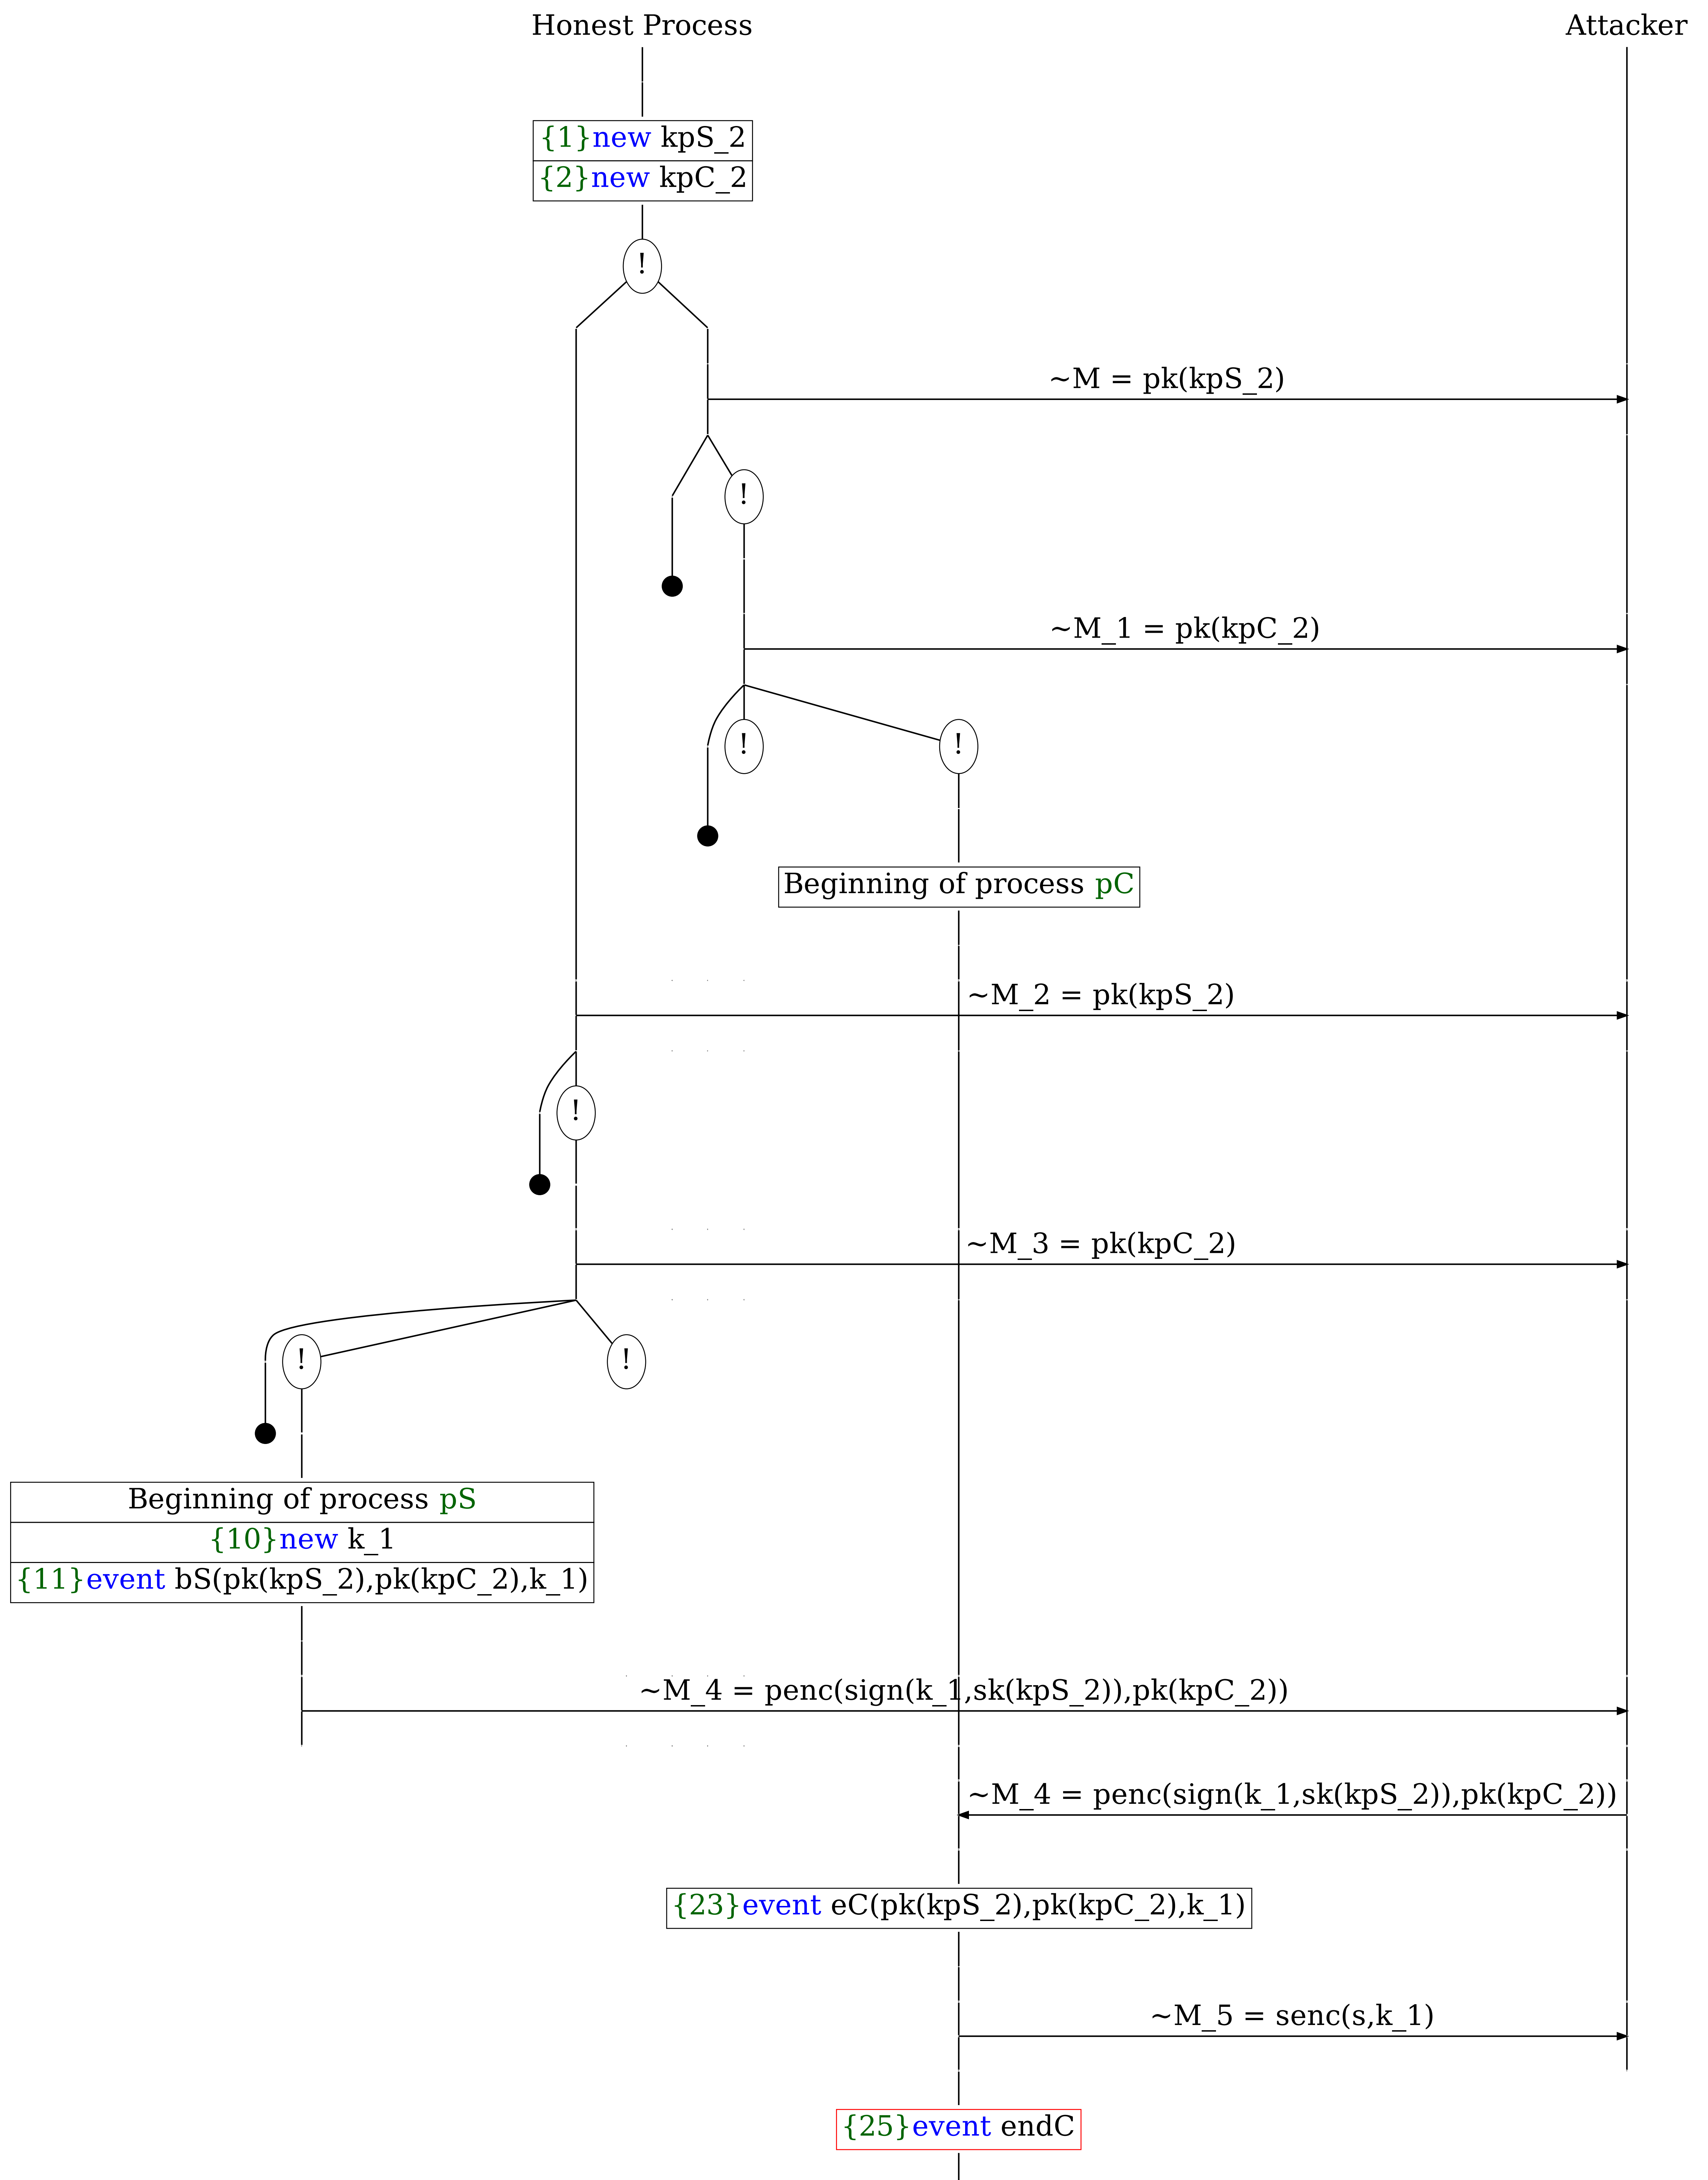 Honest Process
Attacker
{1}new kpS_2
{2}new kpC_2
!
~M = pk(kpS_2)
!
~M_1 = pk(kpC_2)
!
!
Beginning of process pC
~M_2 = pk(kpS_2)
!
~M_3 = pk(kpC_2)
!
!
Beginning of process pS
{10}new k_1
{11}event bS(pk(kpS_2),pk(kpC_2),k_1)
~M_4 = penc(sign(k_1,sk(kpS_2)),pk(kpC_2))
~M_4 = penc(sign(k_1,sk(kpS_2)),pk(kpC_2))
{23}event eC(pk(kpS_2),pk(kpC_2),k_1)
~M_5 = senc(s,k_1)
{25}event endC